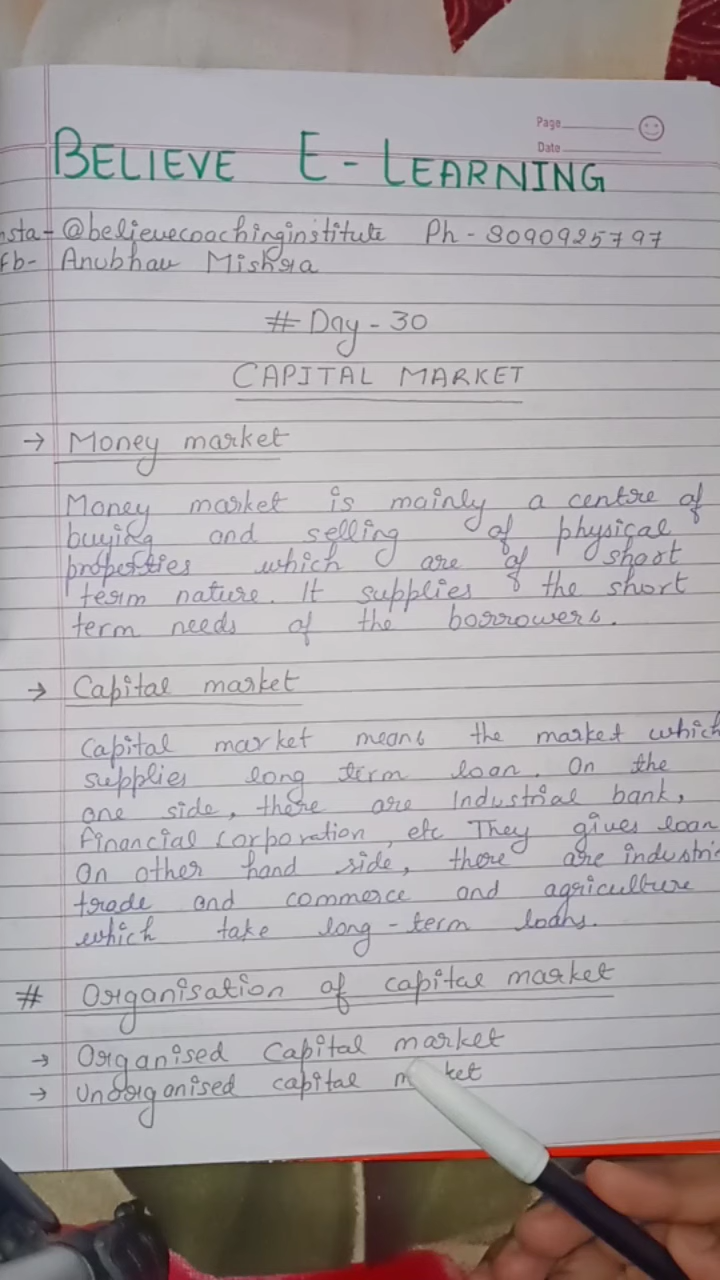 Page
Date
BELIEVE E-LEARNING
nsta- @believecoachinginstitute Ph-8090925797
Fb- Anubhav Mishra
# Day-30
CAPITAL MARKET
→ Money market
Money market is mainly a centre of
buying and selling of physical
properties which are of short
term nature. It supplies the short
term needs of the borrowers.
→ Capital market
Capital market means the market which
supplies long term loan. On the
one side, there are Industrial bank,
Financial corporation, etc They gives loan
On other hand side, there are industri
trade and commerce and agriculture
which take long-term loans.
# Organisation of capital market
→ Organised Capital market
→ Unorganised capital m ket